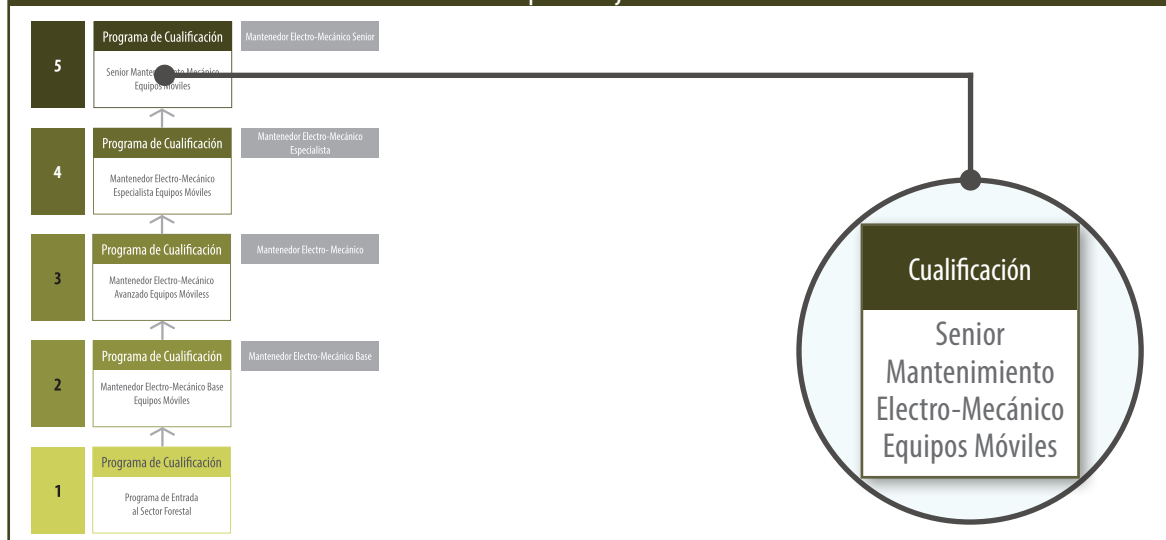 5
Programa de Cualificación
Mantenedor Electro-Mecánico Senior
Senior Mecánico
Equipos Móviles
4
Programa de Cualificación
Mantenedor Electro-Mecánico
Especialista
Mantenedor Electro-Mecánico
Especialista Equipos Móviles
3
Programa de Cualificación
Mantenedor Electro- Mecánico
Mantenedor Electro-Mecánico
Avanzado Equipos Móviless
2
Programa de Cualificación
Mantenedor Electro-Mecánico Base
Mantenedor Electro-Mecánico Base
Equipos Móviles
1
Programa de Cualificación
Programa de Entrada
al Sector Forestal
Cualificación
Senior
Mantenimiento
Electro-Mecánico
Equipos Móviles